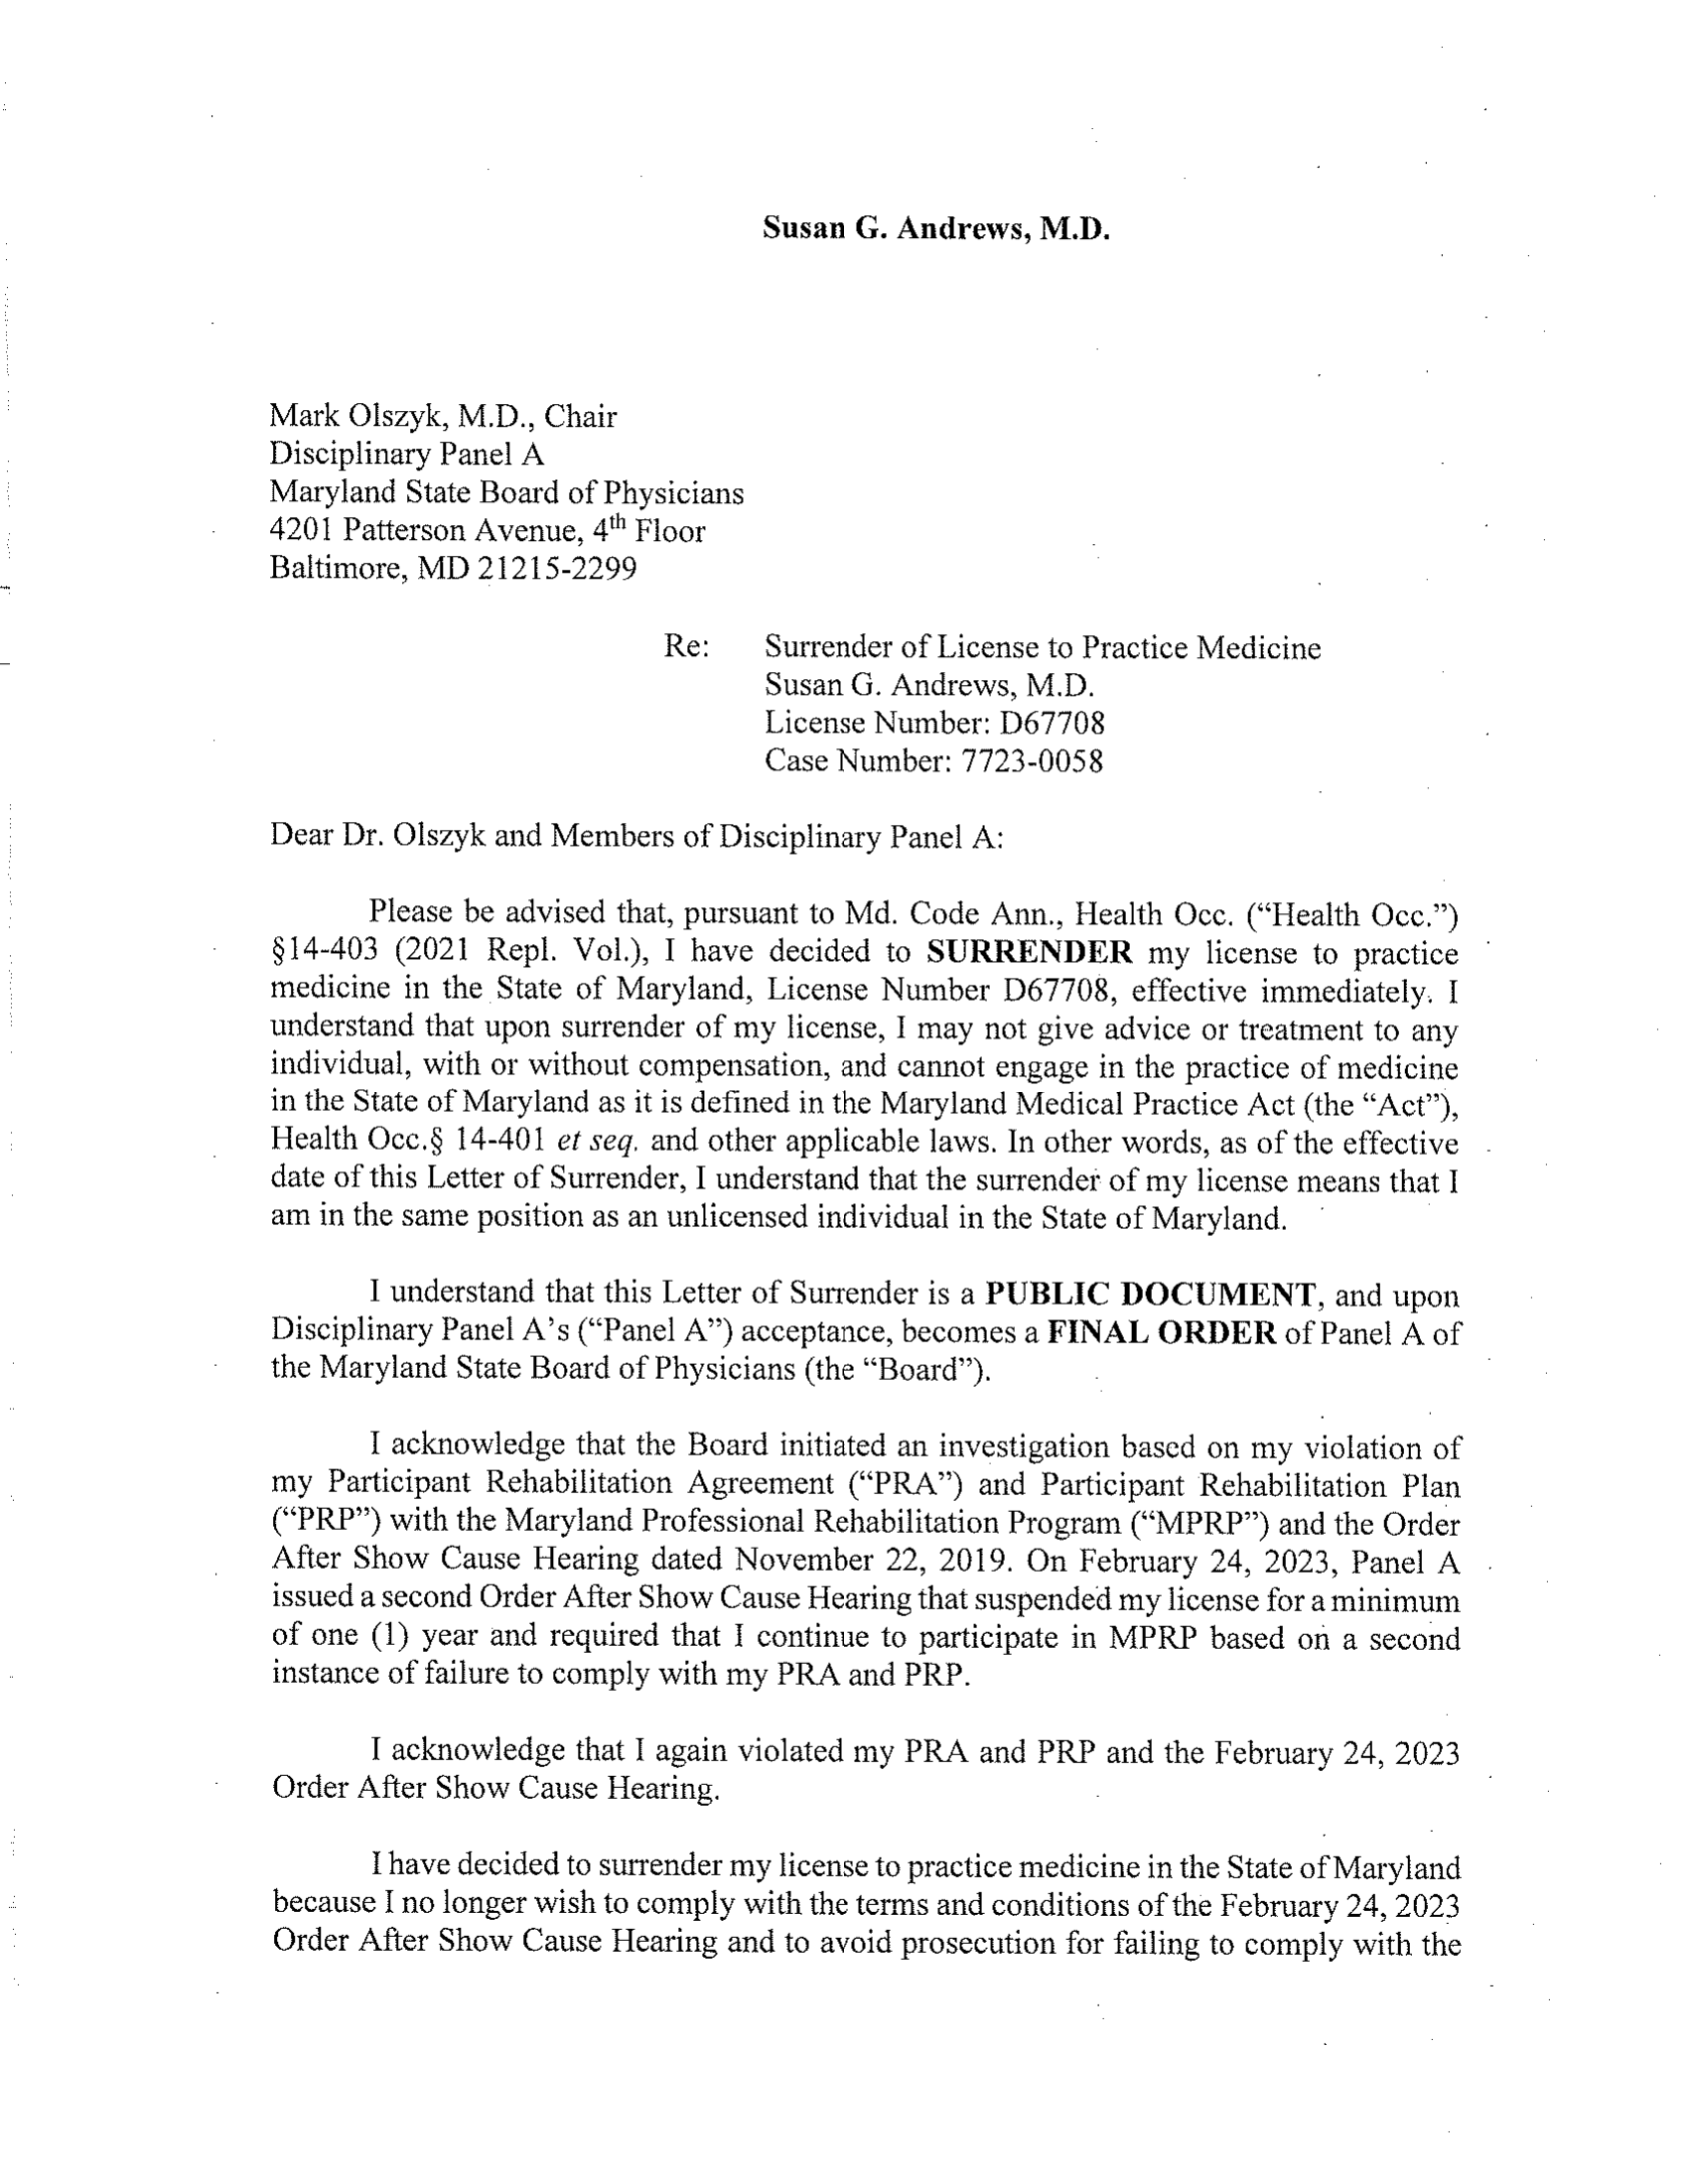 Susan G. Andrews, M.D.
Mark Olszyk, M.D., Chair
Disciplinary Panel A
Maryland State Board of Physicians
4201 Patterson Avenue, 4th Floor
Baltimore, MD 21215-2299
Re: Surrender of License to Practice Medicine
Susan G. Andrews, M.D.
License Number: D67708
Case Number: 7723-0058
Dear Dr. Olszyk and Members of Disciplinary Panel A:
Please be advised that, pursuant to Md. Code Ann., Health Occ. (“Health Occ.”)
§14-403 (2021 Repl. Vol.), I have decided to SURRENDER my license to practice
medicine in the State of Maryland, License Number D67708, effective immediately. I
understand that upon surrender of my license, I may not give advice or treatment to any
individual, with or without compensation, and cannot engage in the practice of medicine
in the State of Maryland as it is defined in the Maryland Medical Practice Act (the “Act”),
Health Occ.§ 14-401 et seq. and other applicable laws. In other words, as of the effective
date of this Letter of Surrender, I understand that the surrender of my license means that I
am in the same position as an unlicensed individual in the State of Maryland.
I understand that this Letter of Surrender is a PUBLIC DOCUMENT, and upon
Disciplinary Panel A’s (“Panel A”) acceptance, becomes a FINAL ORDER of Panel A of
the Maryland State Board of Physicians (the “Board”).
I acknowledge that the Board initiated an investigation based on my violation of
my Participant Rehabilitation Agreement (“PRA”) and Participant Rehabilitation Plan
(“PRP”) with the Maryland Professional Rehabilitation Program (“MPRP”) and the Order
After Show Cause Hearing dated November 22, 2019. On February 24, 2023, Panel A
issued a second Order After Show Cause Hearing that suspended my license for a minimum
of one (1) year and required that I continue to participate in MPRP based on a second
instance of failure to comply with my PRA and PRP.
I acknowledge that I again violated my PRA and PRP and the February 24, 2023
Order After Show Cause Hearing.
I have decided to surrender my license to practice medicine in the State of Maryland
because I no longer wish to comply with the terms and conditions of the February 24, 2023
Order After Show Cause Hearing and to avoid prosecution for failing to comply with the